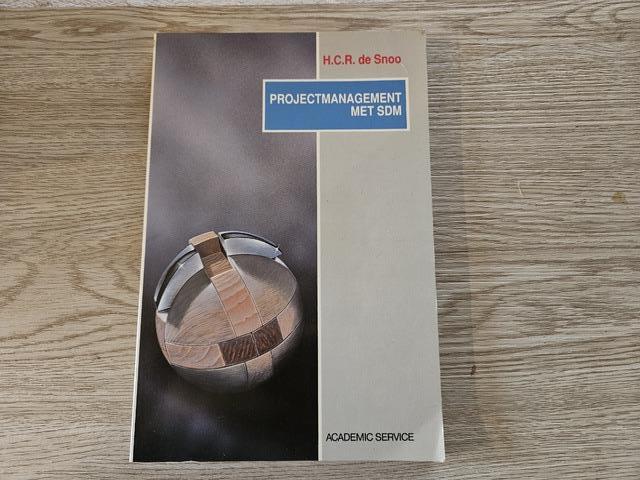 H.C.R. de Snoo
PROJECTMANAGEMENT
MET SDM
ACADEMIC SERVICE